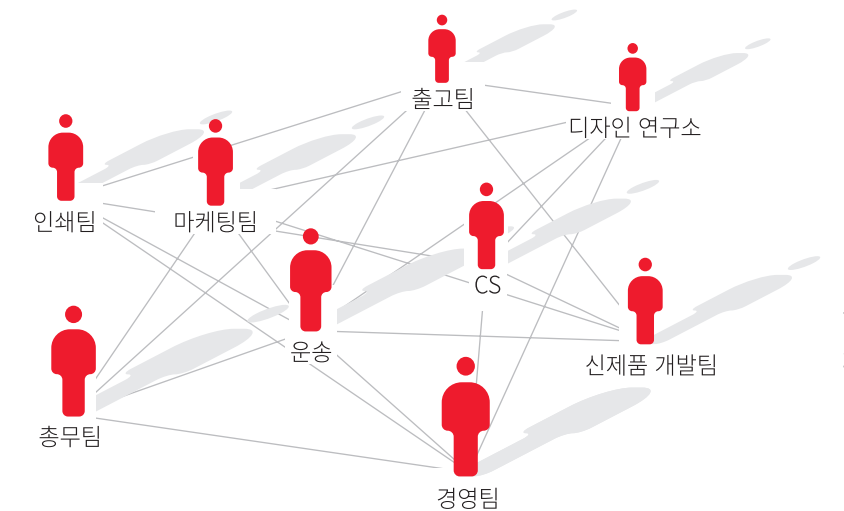 출고팀
디자인 연구소
인쇄팀
마케팅팀
CS
운송
신제품 개발팀
총무팀
경영팀